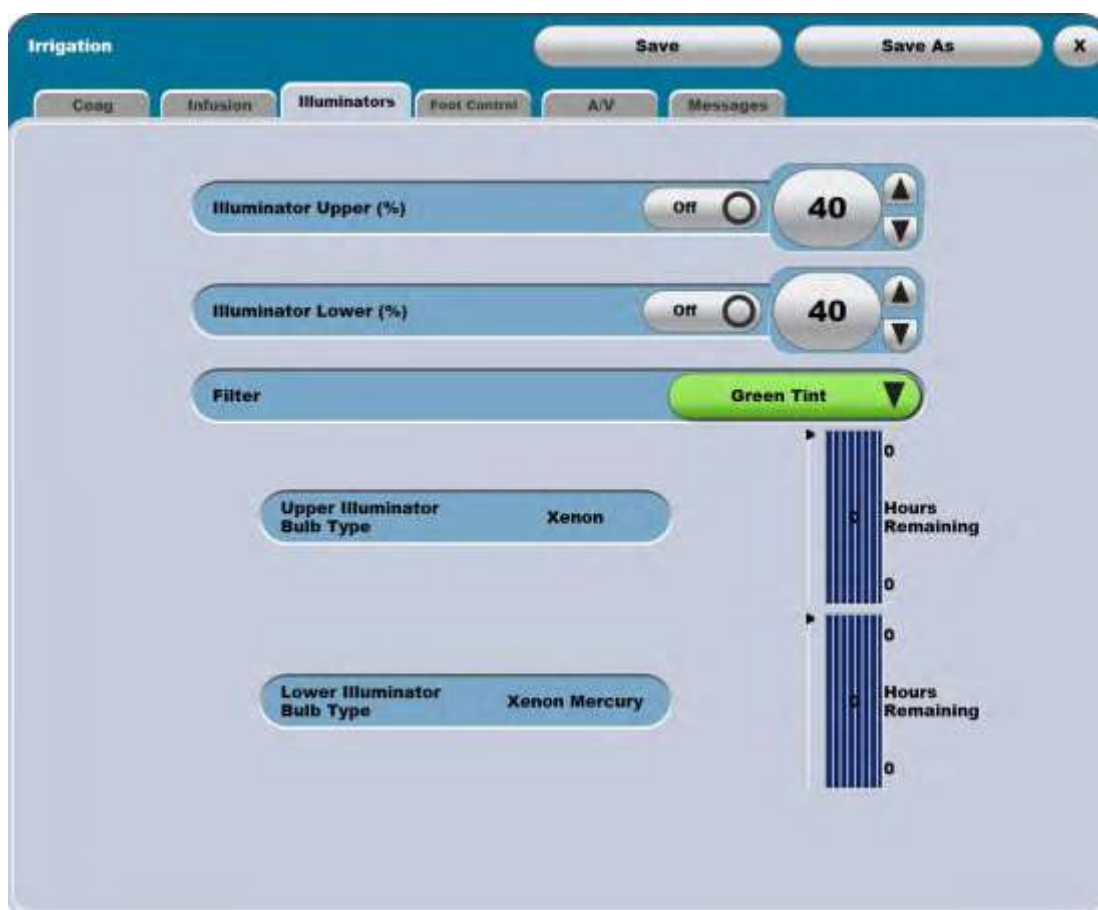 Irrigation Save Save As X
Coag Infusion Illuminators Foot Control A/V Messages
Illuminator Upper (%) Off 40
Illuminator Lower (%) Off 40
Filter Green Tint
0
Upper Illuminator
Bulb Type
Xenon
0
Hours
Remaining
0
0
Lower Illuminator
Bulb Type
Xenon Mercury
0
Hours
Remaining
0